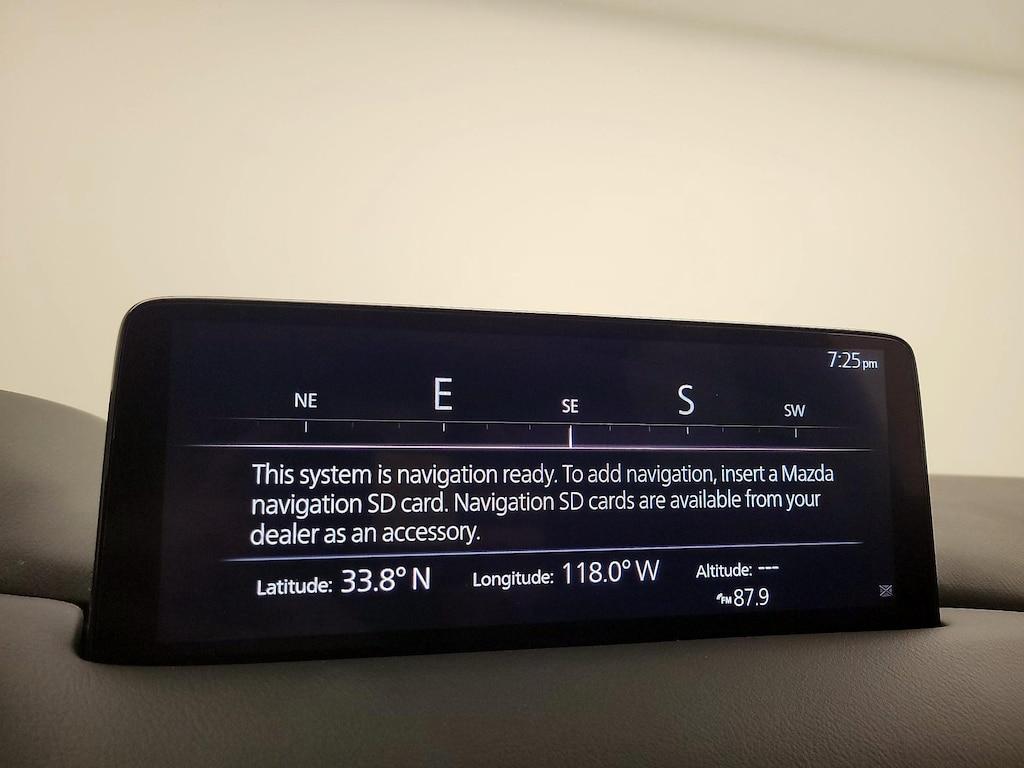 7:25pm
NE E SE S SW
This system is navigation ready. To add navigation, insert a Mazda
navigation SD card. Navigation SD cards are available from your
dealer as an accessory.
Latitude: 33.8° N Longitude: 118.0° W Altitude: ---
FM 87.9